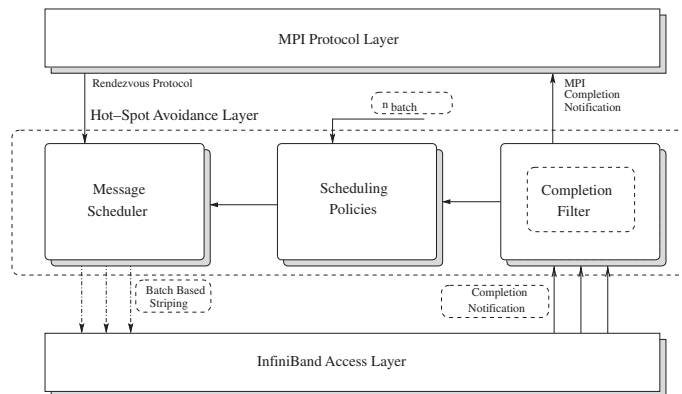 MPI Protocol Layer
Rendezvous Protocol
MPI
Completion
Notification
Hot–Spot Avoidance Layer
n batch
Message
Scheduler
Scheduling
Policies
Completion
Filter
Batch Based
Striping
Completion
Notification
InfiniBand Access Layer